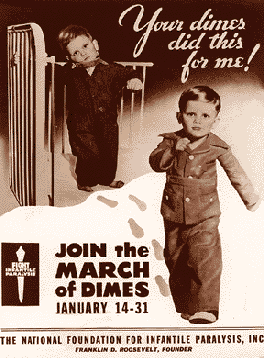 Your dimes
did this
for me!
FIGHT
INFANTILE
PARALYSIS
JOIN the
MARCH
of DIMES
JANUARY 14-31
THE NATIONAL FOUNDATION FOR INFANTILE PARALYSIS, INC
FRANKLIN D. ROOSEVELT, FOUNDER